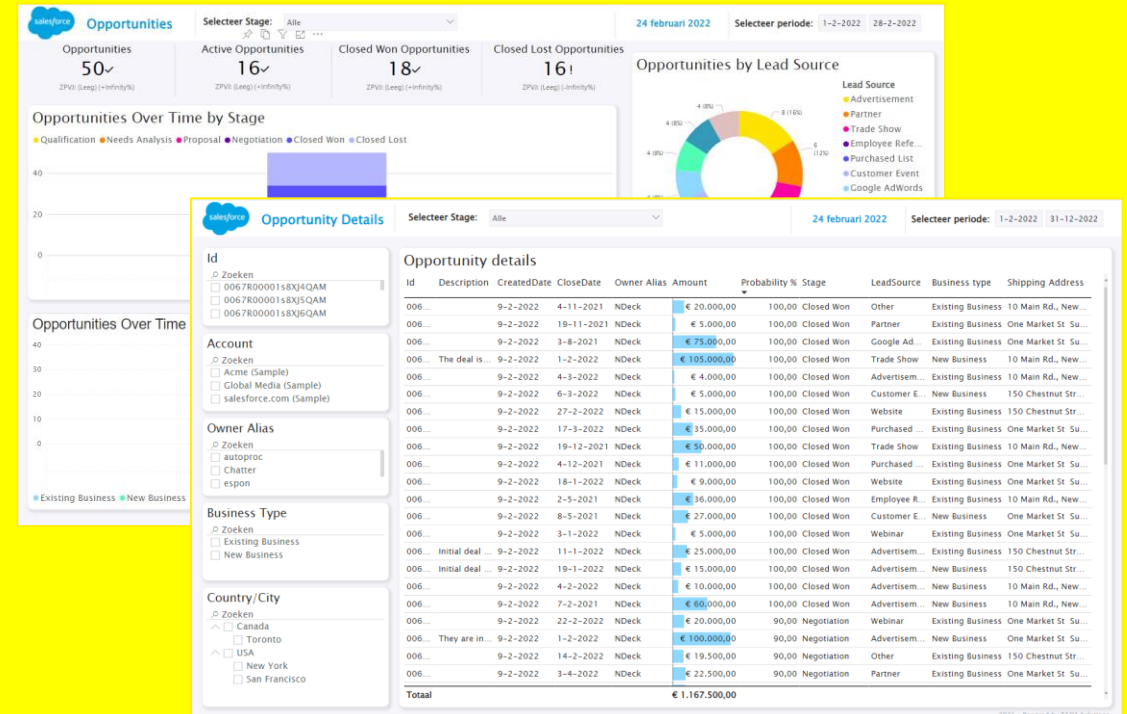 salesforce
Opportunities
Selecteer Stage: Alle
24 februari 2022
Selecteer periode: 1-2-2022 28-2-2022
Opportunities Active Opportunities Closed Won Opportunities Closed Lost Opportunities
50 16 18 16!
ZPVJ: (Leeg) (+Infinity%) ZPVJ: (Leeg) (+Infinity%) ZPVJ: (Leeg) (+Infinity%) ZPVJ: (Leeg) (-Infinity%)
Opportunities by Lead Source
Lead Source
Advertisement
Partner
Trade Show
Employee Refe...
Purchased List
Customer Event
Google AdWords
8 (16%)
6 (12%)
4 (8%)
4 (8%)
4 (8%)
Opportunities Over Time by Stage
Qualification Needs Analysis Proposal Negotiation Closed Won Closed Lost
40
20
0
Opportunities Over Time
40
30
20
10
0
Existing Business New Business
salesforce
Opportunity Details
Selecteer Stage: Alle
24 februari 2022
Selecteer periode: 1-2-2022 31-12-2022
Id
Zoeken
0067R00001s8XJ4QAM
0067R00001s8XJ5QAM
0067R00001s8XJ6QAM
Account
Zoeken
Acme (Sample)
Global Media (Sample)
salesforce.com (Sample)
Owner Alias
Zoeken
autoproc
Chatter
espon
Business Type
Zoeken
Existing Business
New Business
Country/City
Zoeken
Canada
Toronto
USA
New York
San Francisco
Opportunity details
Id Description CreatedDate CloseDate Owner Alias Amount Probability % Stage LeadSource Business type Shipping Address
006... 9-2-2022 4-11-2021 NDeck € 20.000,00 100,00 Closed Won Other Existing Business 10 Main Rd., New...
006... 9-2-2022 19-11-2021 NDeck € 5.000,00 100,00 Closed Won Partner Existing Business One Market St Su...
006... 9-2-2022 3-8-2021 NDeck € 75.000,00 100,00 Closed Won Google Ad... Existing Business One Market St Su...
006... The deal is... 9-2-2022 1-2-2022 NDeck € 105.000,00 100,00 Closed Won Trade Show New Business 10 Main Rd., New...
006... 9-2-2022 4-3-2022 NDeck € 4.000,00 100,00 Closed Won Advertisem... Existing Business 10 Main Rd., New...
006... 9-2-2022 6-3-2022 NDeck € 5.000,00 100,00 Closed Won Customer E... New Business 150 Chestnut Str...
006... 9-2-2022 27-2-2022 NDeck € 15.000,00 100,00 Closed Won Website Existing Business 150 Chestnut Str...
006... 9-2-2022 17-3-2022 NDeck € 35.000,00 100,00 Closed Won Purchased ... Existing Business One Market St Su...
006... 9-2-2022 19-12-2021 NDeck € 50.000,00 100,00 Closed Won Trade Show Existing Business 10 Main Rd., New...
006... 9-2-2022 4-12-2021 NDeck € 11.000,00 100,00 Closed Won Purchased ... Existing Business One Market St Su...
006... 9-2-2022 18-1-2022 NDeck € 9.000,00 100,00 Closed Won Website Existing Business One Market St Su...
006... 9-2-2022 2-5-2021 NDeck € 36.000,00 100,00 Closed Won Employee R... Existing Business 10 Main Rd., New...
006... 9-2-2022 8-5-2021 NDeck € 27.000,00 100,00 Closed Won Customer E... New Business One Market St Su...
006... 9-2-2022 3-1-2022 NDeck € 5.000,00 100,00 Closed Won Webinar Existing Business One Market St Su...
006... Initial deal ... 9-2-2022 11-1-2022 NDeck € 25.000,00 100,00 Closed Won Advertisem... Existing Business 150 Chestnut Str...
006... Initial deal ... 9-2-2022 19-1-2022 NDeck € 15.000,00 100,00 Closed Won Advertisem... New Business 150 Chestnut Str...
006... 9-2-2022 4-2-2022 NDeck € 10.000,00 100,00 Closed Won Advertisem... New Business 10 Main Rd., New...
006... 9-2-2022 7-2-2021 NDeck € 60.000,00 100,00 Closed Won Advertisem... New Business 10 Main Rd., New...
006... 9-2-2022 22-2-2022 NDeck € 20.000,00 90,00 Negotiation Webinar Existing Business One Market St Su...
006... They are in... 9-2-2022 1-2-2022 NDeck € 100.000,00 90,00 Negotiation Advertisem... New Business One Market St Su...
006... 9-2-2022 14-2-2022 NDeck € 19.500,00 90,00 Negotiation Other Existing Business 150 Chestnut Str...
006... 9-2-2022 3-4-2022 NDeck € 22.500,00 90,00 Negotiation Partner Existing Business One Market St Su...
Totaal € 1.167.500,00